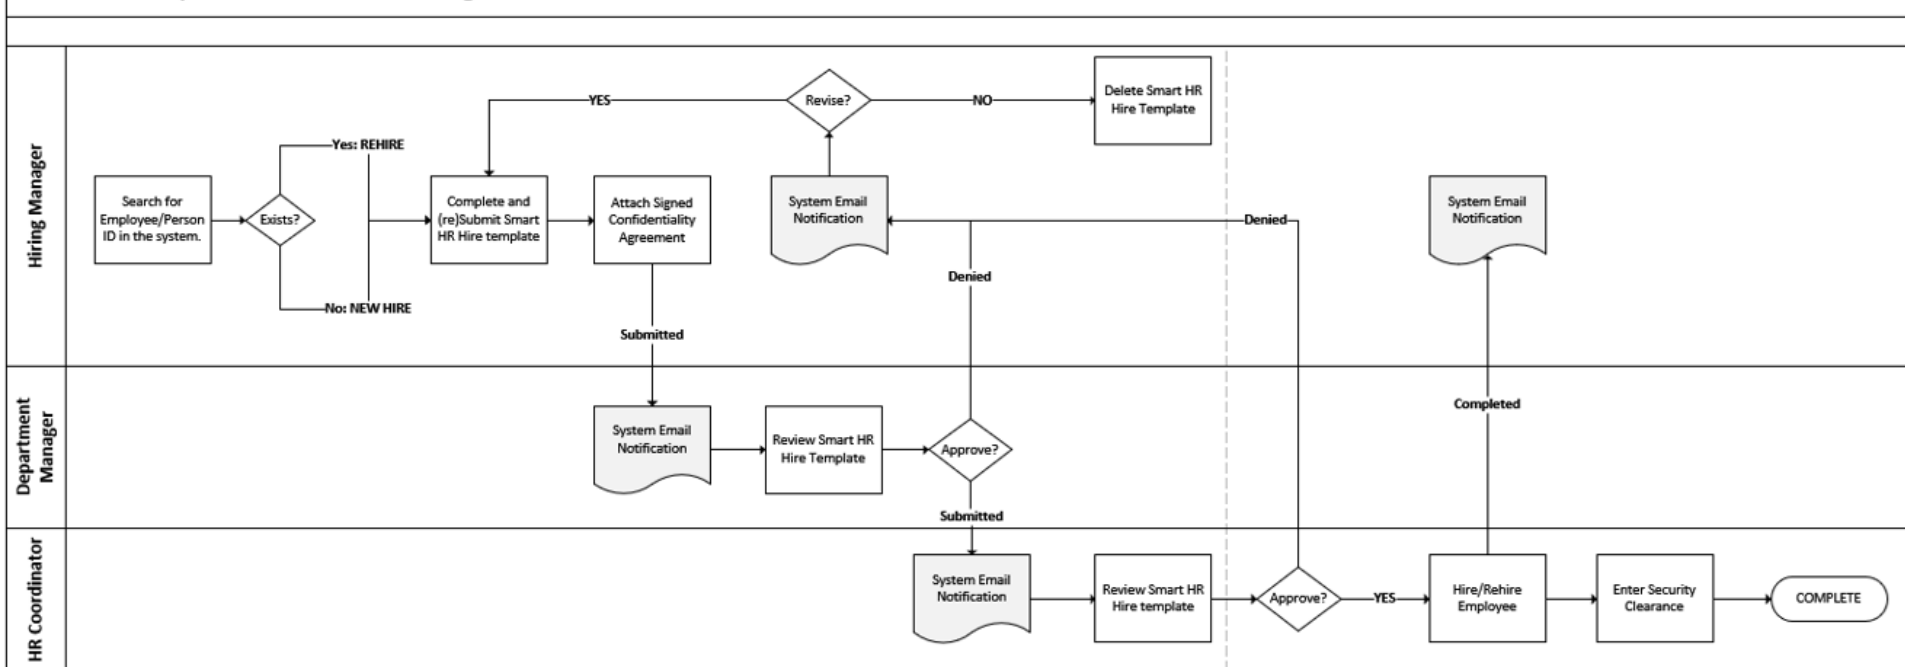 Hiring Manager
Search for
Employee/Person
ID in the system.
Exists?
Yes: REHIRE
No: NEW HIRE
Complete and
(re)Submit Smart
HR Hire template
Attach Signed
Confidentiality
Agreement
Submitted
YES
Revise?
NO
Delete Smart HR
Hire Template
System Email
Notification
Denied
Denied
System Email
Notification
Completed
Department
Manager
System Email
Notification
Review Smart HR
Hire Template
Approve?
Submitted
HR Coordinator
System Email
Notification
Review Smart HR
Hire template
Approve?
YES
Hire/Rehire
Employee
Enter Security
Clearance
COMPLETE